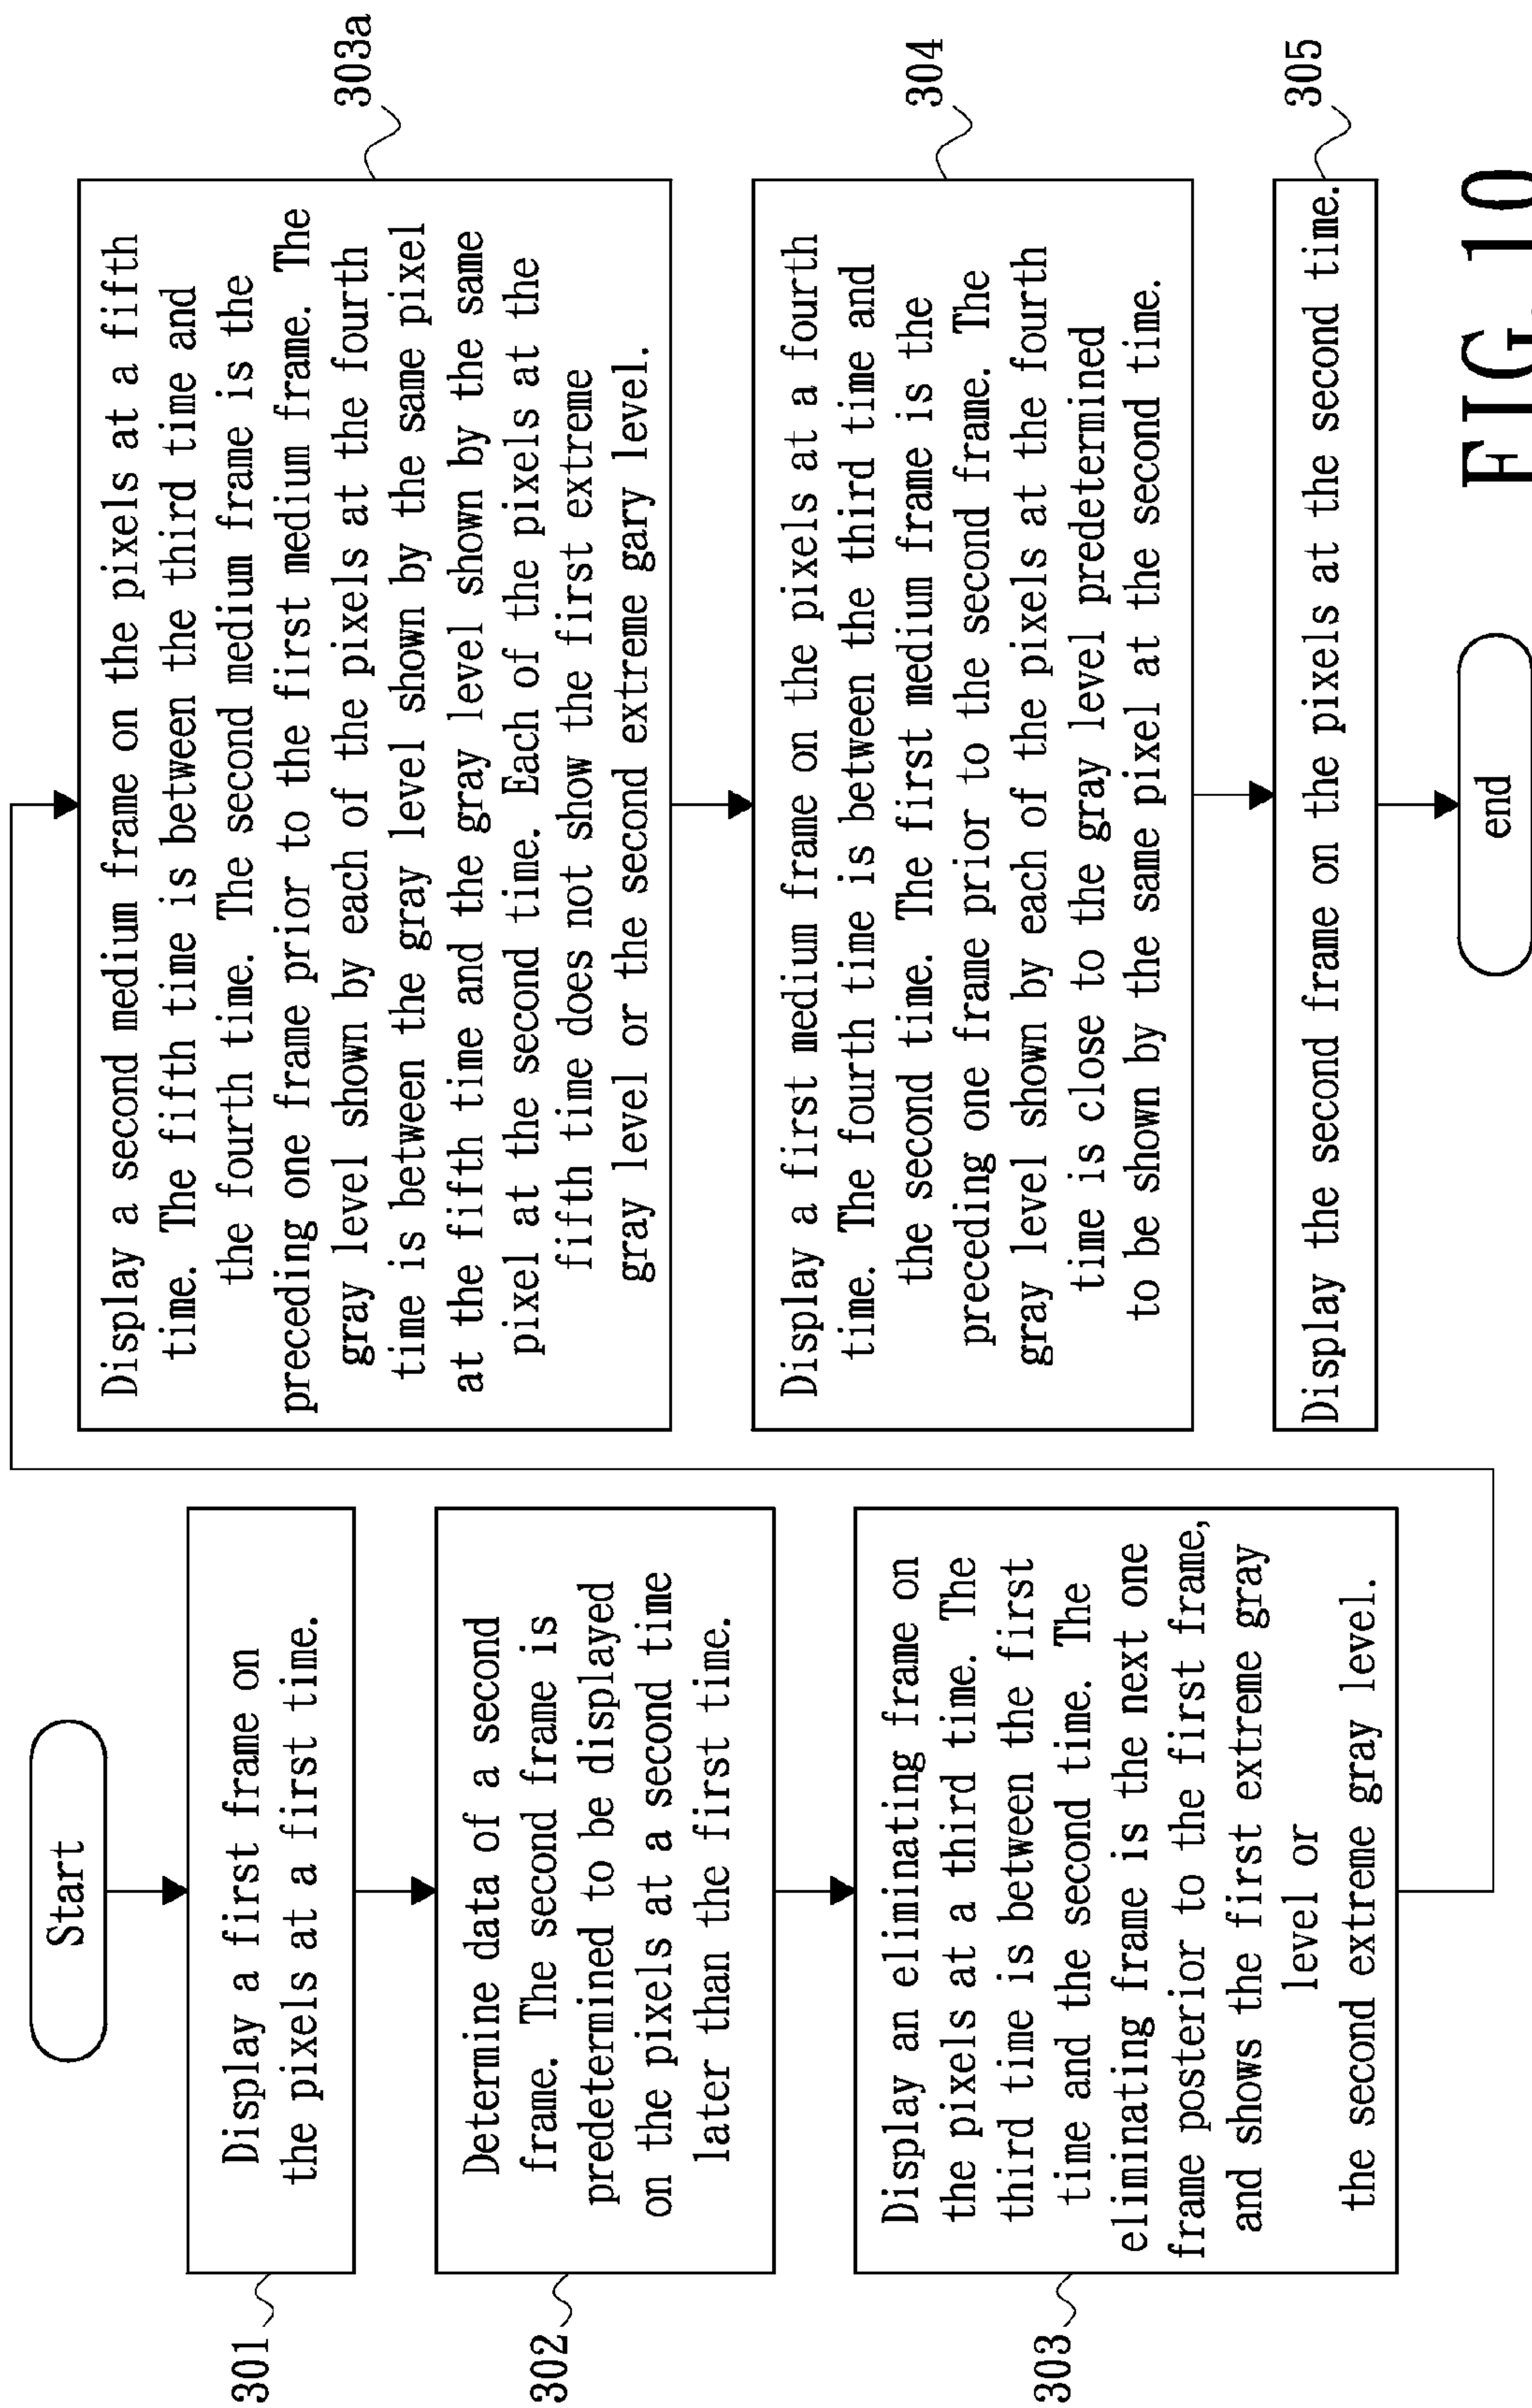 Start
301
Display a first frame on
the pixels at a first time.
302
Determine data of a second
frame. The second frame is
predetermined to be displayed
on the pixels at a second time
later than the first time.
303
Display an eliminating frame on
the pixels at a third time. The
third time is between the first
time and the second time. The
eliminating frame is the next one
frame posterior to the first frame,
and shows the first extreme gray
level or
the second extreme gray level.
303a
Display a second medium frame on the pixels at a fifth
time. The fifth time is between the third time and
the fourth time. The second medium frame is the
preceding one frame prior to the first medium frame. The
gray level shown by each of the pixels at the fourth
time is between the gray level shown by the same pixel
at the fifth time and the gray level shown by the same
pixel at the second time. Each of the pixels at the
fifth time does not show the first extreme
gray level or the second extreme gary level.
304
Display a first medium frame on the pixels at a fourth
time. The fourth time is between the third time and
the second time. The first medium frame is the
preceding one frame prior to the second frame. The
gray level shown by each of the pixels at the fourth
time is close to the gray level predetermined
to be shown by the same pixel at the second time.
305
Display the second frame on the pixels at the second time.
end
FIG.10